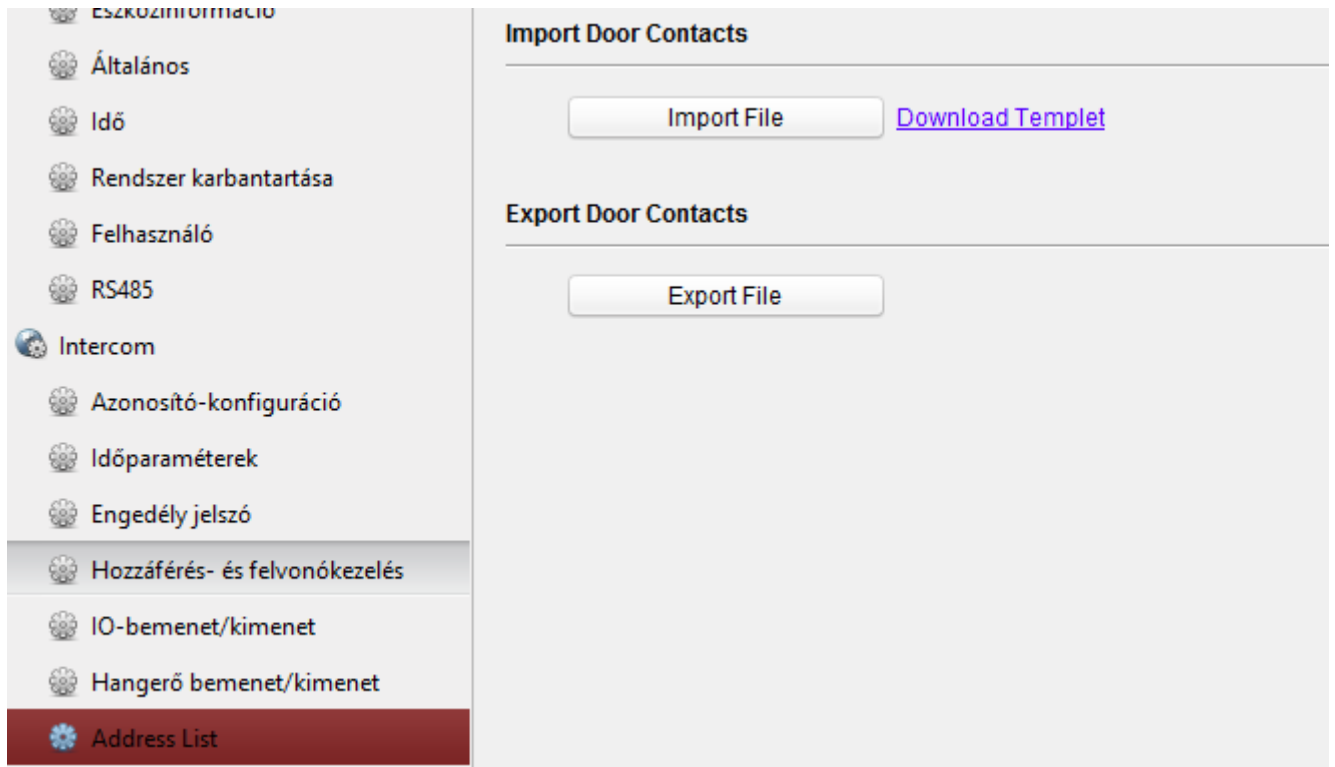 Eszközinformáció
Általános
Idő
Rendszer karbantartása
Felhasználó
RS485
Intercom
Azonosító-konfiguráció
Időparaméterek
Engedély jelszó
Hozzáférés- és felvonókezelés
IO-bemenet/kimenet
Hangerő bemenet/kimenet
Address List
Import Door Contacts
Import File Download Templet
Export Door Contacts
Export File